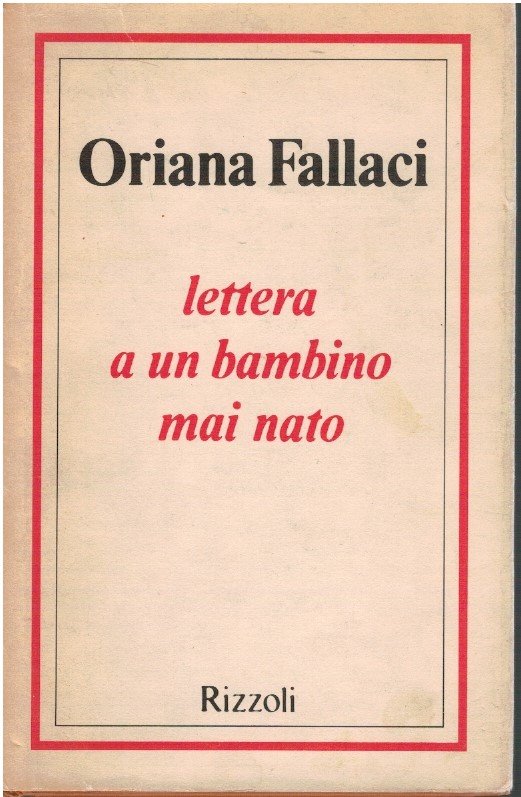 Oriana Fallaci
lettera
a un bambino
mai nato
Rizzoli